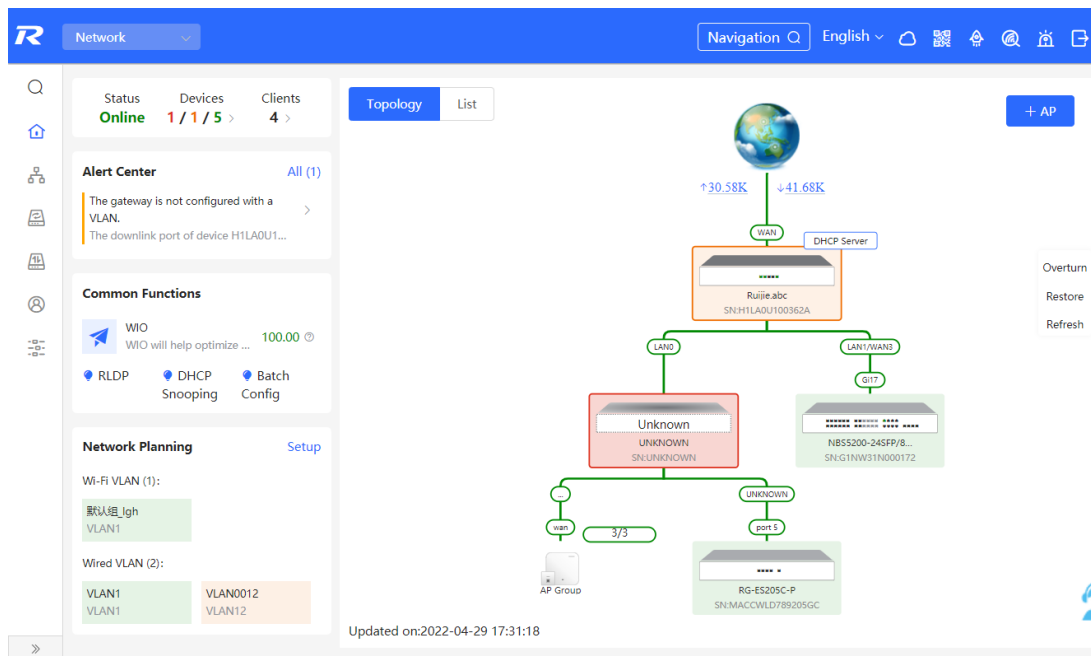 Network
Navigation
English
Status
Devices
Clients
Online
1 / 1 / 5
4
Alert Center
All (1)
The gateway is not configured with a
VLAN.
The downlink port of device H1LA0U1...
Common Functions
WIO
WIO will help optimize ...
100.00
RLDP
DHCP
Snooping
Batch
Config
Network Planning
Setup
Wi-Fi VLAN (1):
默认组_lgh
VLAN1
Wired VLAN (2):
VLAN1
VLAN1
VLAN0012
VLAN12
Topology
List
+ AP
↑30.58K
↓41.68K
WAN
DHCP Server
Ruijie.abc
SN:H1LA0U100362A
Overturn
Restore
Refresh
LAN0
LAN1/WAN3
Gi17
Unknown
UNKNOWN
SN:UNKNOWN
NBS5200-24SFP/8...
SN:G1NW31N000172
...
UNKNOWN
wan
3/3
port 5
AP Group
RG-ES205C-P
SN:MACCWLD789205GC
Updated on:2022-04-29 17:31:18